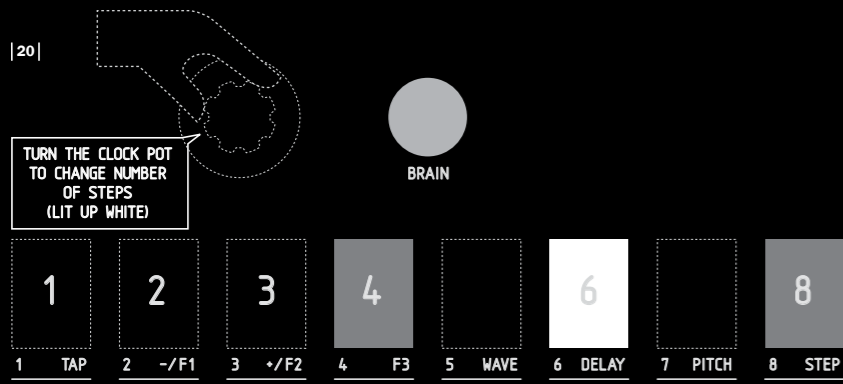 |20|
TURN THE CLOCK POT
TO CHANGE NUMBER
OF STEPS
(LIT UP WHITE)
BRAIN
1 2 3 4 6 8
1 TAP 2 -/F1 3 +/F2 4 F3 5 WAVE 6 DELAY 7 PITCH 8 STEP